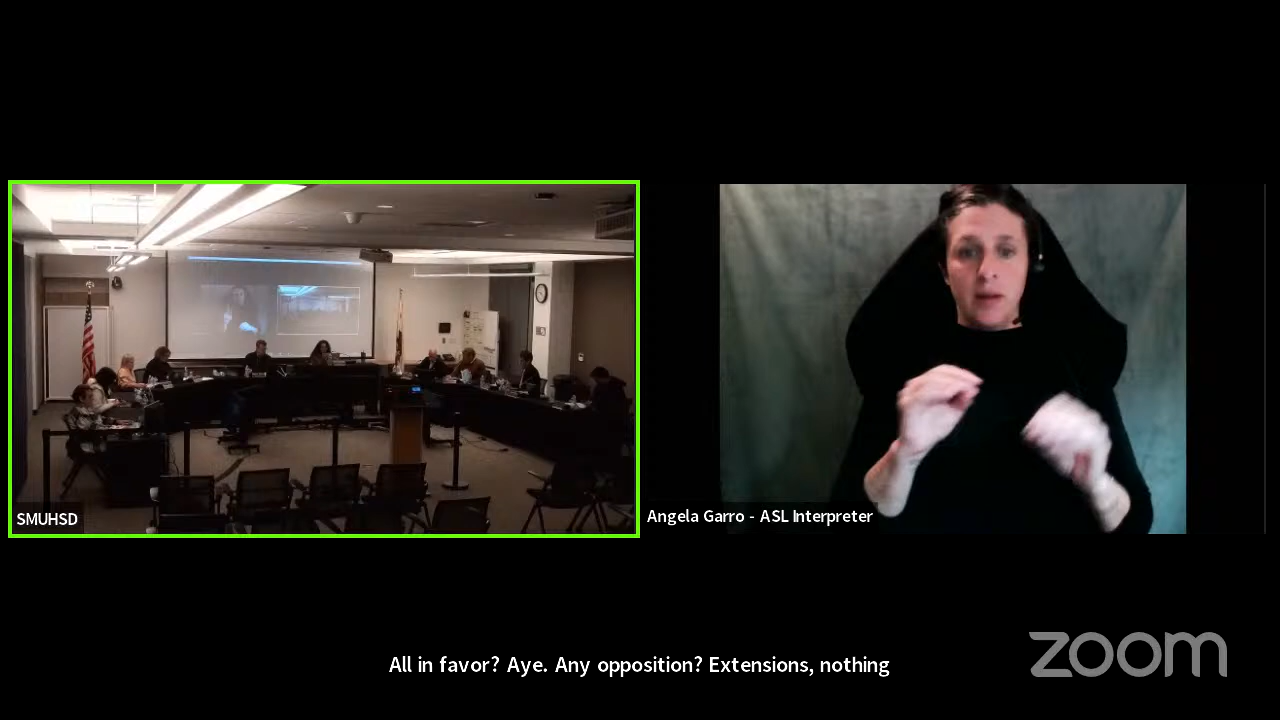 SMUHSD
Angela Garro - ASL Interpreter
All in favor? Aye. Any opposition? Extensions, nothing
zoom